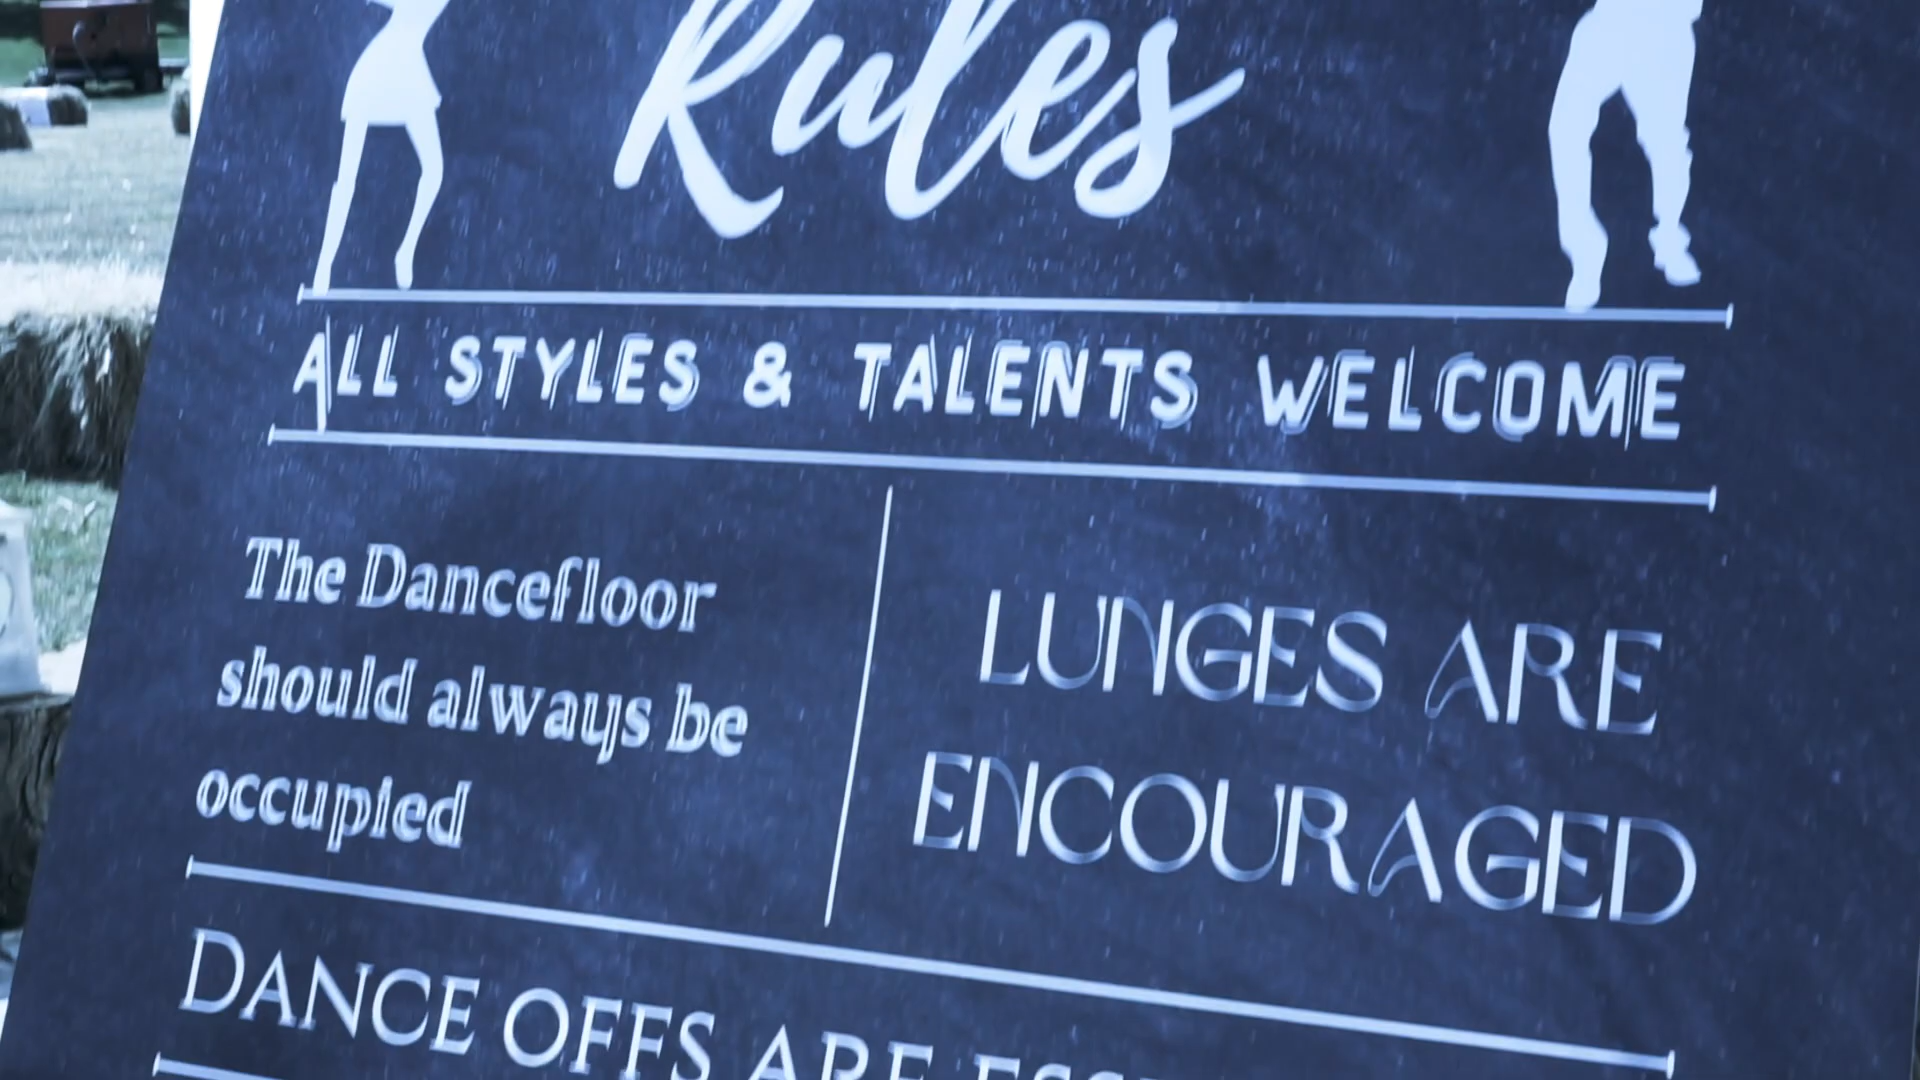 Rules
ALL STYLES & TALENTS WELCOME
The Dancefloor
should always be
occupied
LUNGES ARE
ENCOURAGED
DANCE OFFS ARE